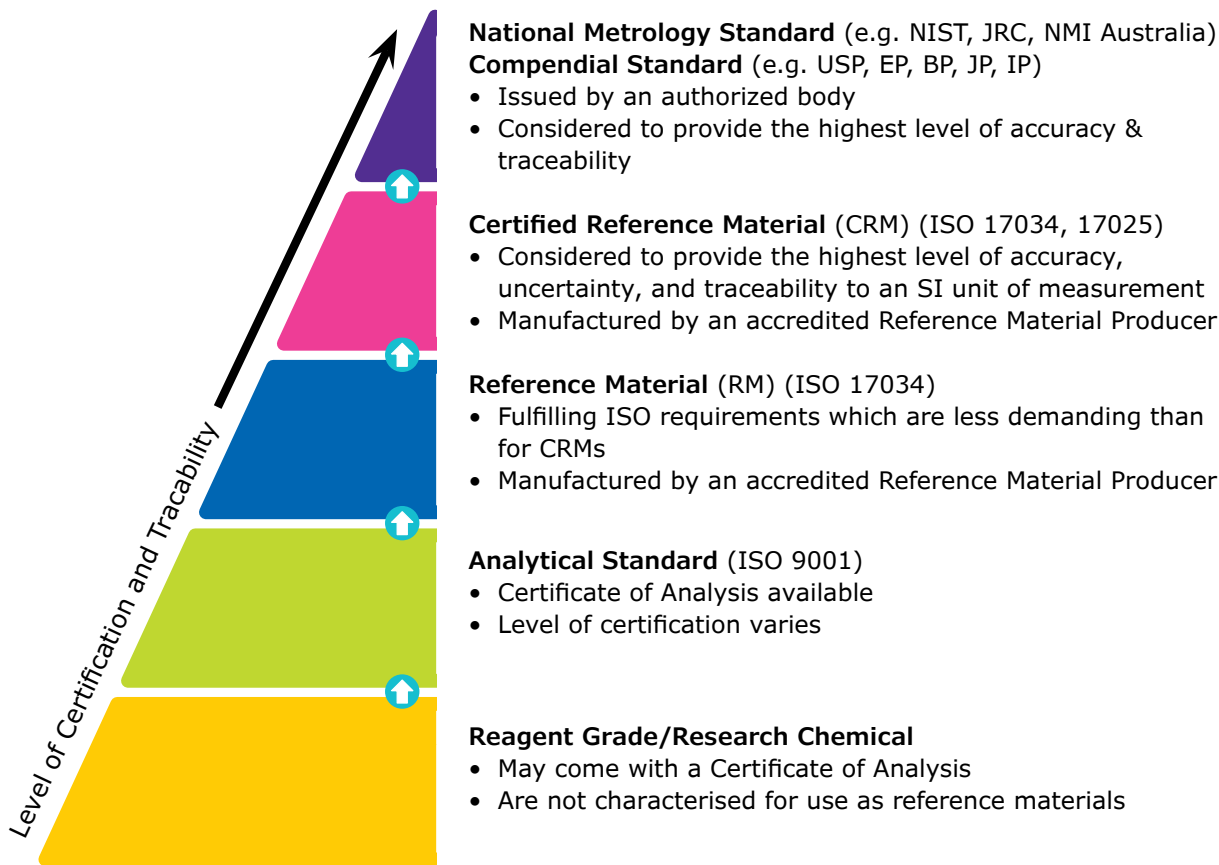 National Metrology Standard (e.g. NIST, JRC, NMI Australia)
Compendial Standard (e.g. USP, EP, BP, JP, IP)
• Issued by an authorized body
• Considered to provide the highest level of accuracy &
traceability
Certified Reference Material (CRM) (ISO 17034, 17025)
• Considered to provide the highest level of accuracy,
uncertainty, and traceability to an SI unit of measurement
• Manufactured by an accredited Reference Material Producer
Reference Material (RM) (ISO 17034)
• Fulfilling ISO requirements which are less demanding than
for CRMs
• Manufactured by an accredited Reference Material Producer
Analytical Standard (ISO 9001)
• Certificate of Analysis available
• Level of certification varies
Reagent Grade/Research Chemical
• May come with a Certificate of Analysis
• Are not characterised for use as reference materials
Level of Certification and Tracability